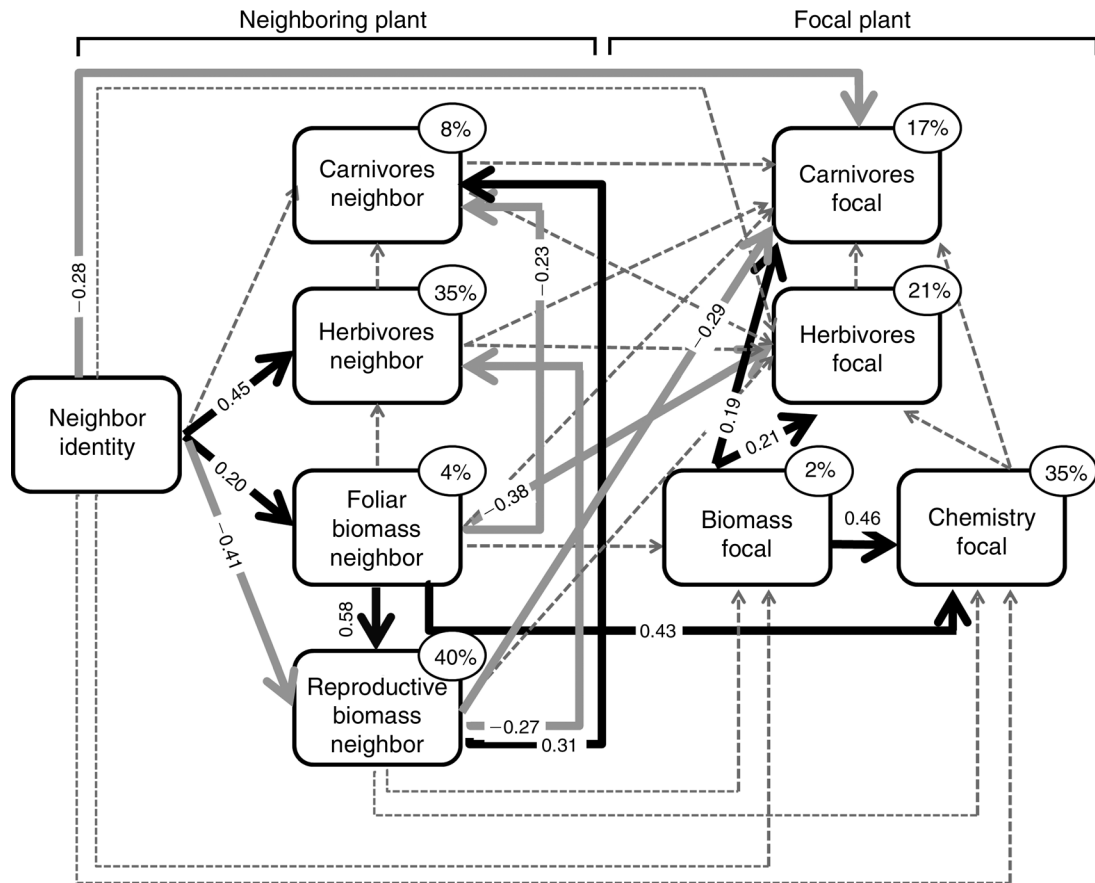 Neighboring plant
Focal plant
8%
Carnivores
neighbor
17%
Carnivores
focal
−0.28
−0.23
35%
Herbivores
neighbor
−0.29
21%
Herbivores
focal
Neighbor
identity
0.45
0.20
−0.41
0.19
0.21
4%
Foliar
biomass
neighbor
−0.38
2%
Biomass
focal
0.46
35%
Chemistry
focal
0.58
0.43
40%
Reproductive
biomass
neighbor
−0.27
0.31